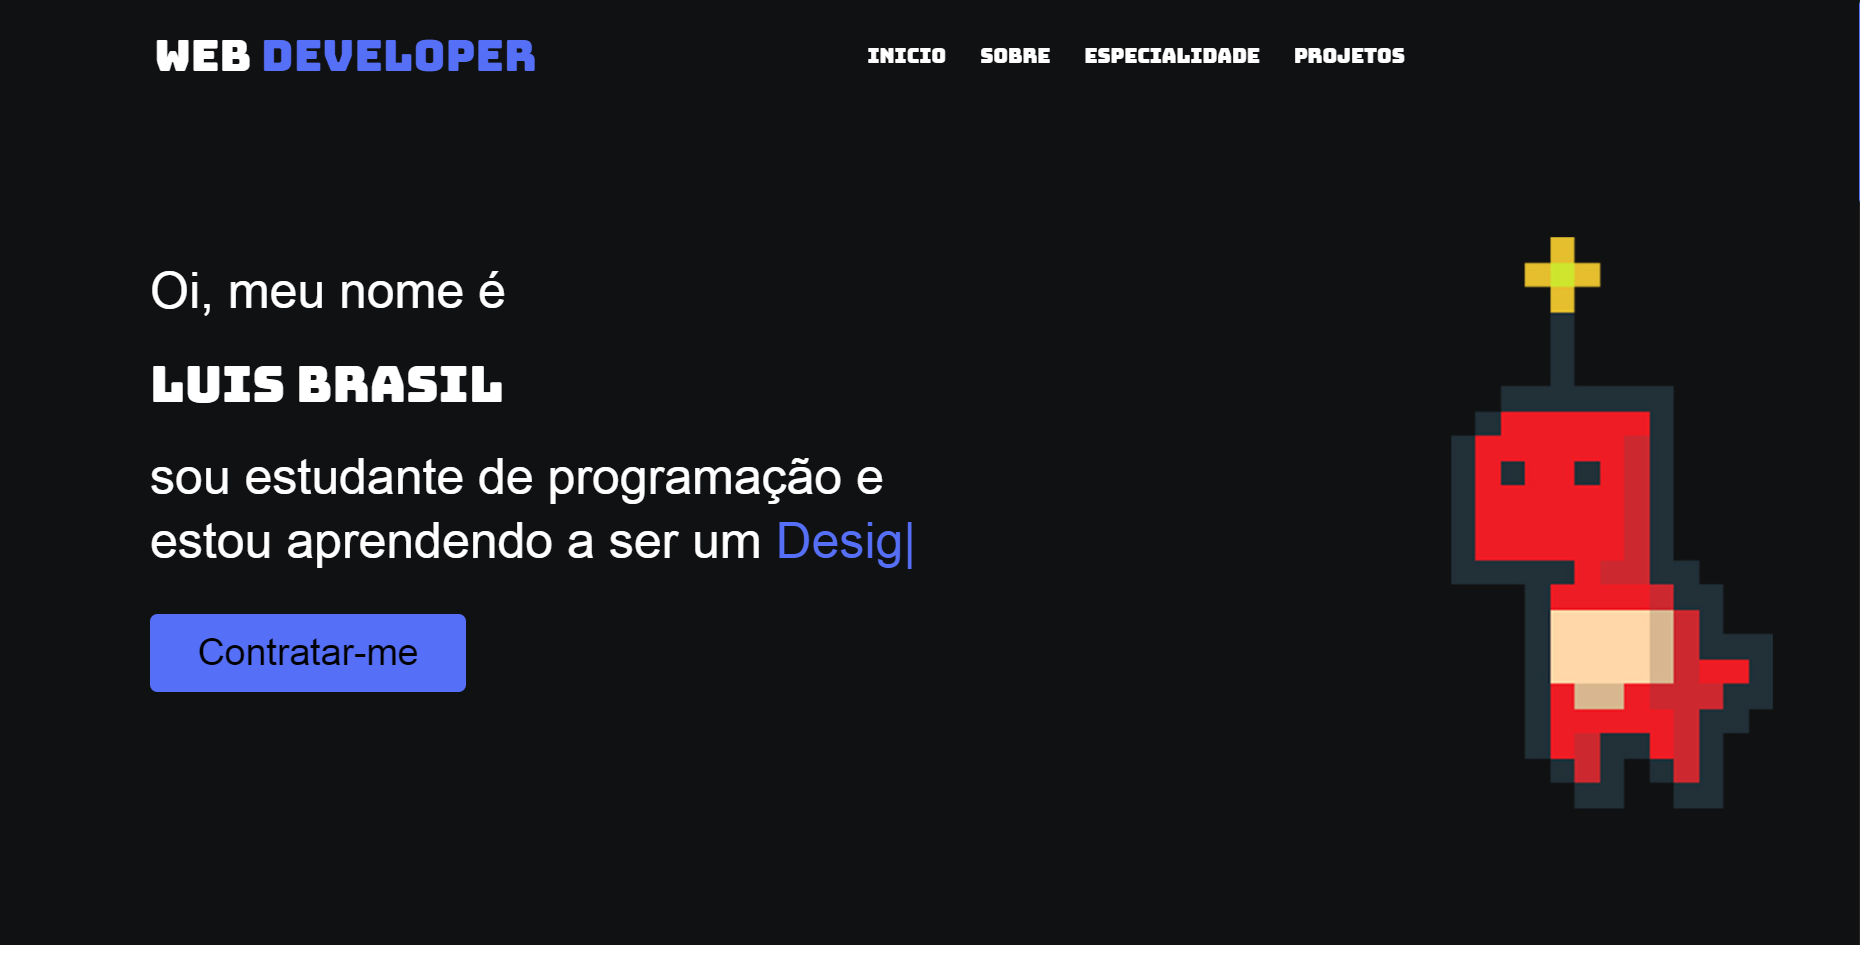 WEB DEVELOPER
INICIO SOBRE ESPECIALIDADE PROJETOS
Oi, meu nome é
LUIS BRASIL
sou estudante de programação e
estou aprendendo a ser um Desig|
Contratar-me